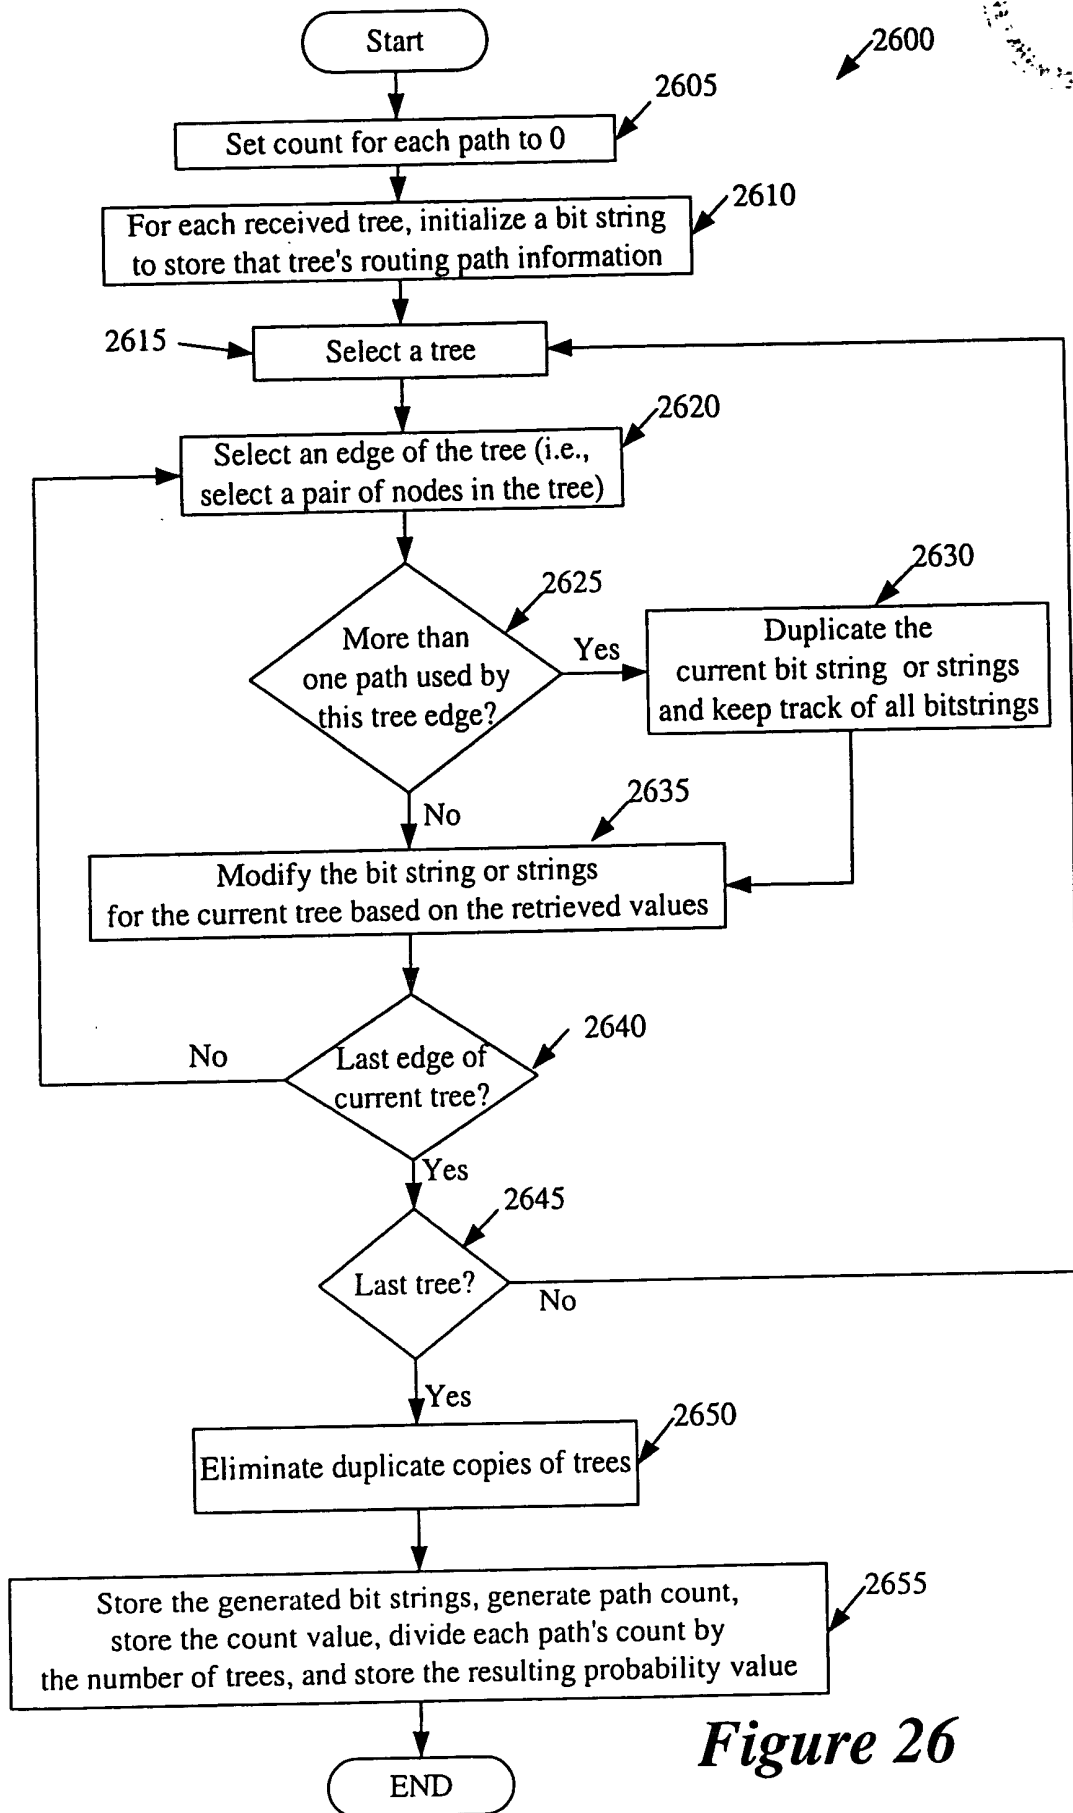 Start
2600
2605
Set count for each path to 0
2610
For each received tree, initialize a bit string
to store that tree's routing path information
2615
Select a tree
2620
Select an edge of the tree (i.e.,
select a pair of nodes in the tree)
2625
More than
one path used by
this tree edge?
Yes
2630
Duplicate the
current bit string or strings
and keep track of all bitstrings
No
2635
Modify the bit string or strings
for the current tree based on the retrieved values
2640
Last edge of
current tree?
No
Yes
2645
Last tree?
No
Yes
2650
Eliminate duplicate copies of trees
2655
Store the generated bit strings, generate path count,
store the count value, divide each path's count by
the number of trees, and store the resulting probability value
END
Figure 26